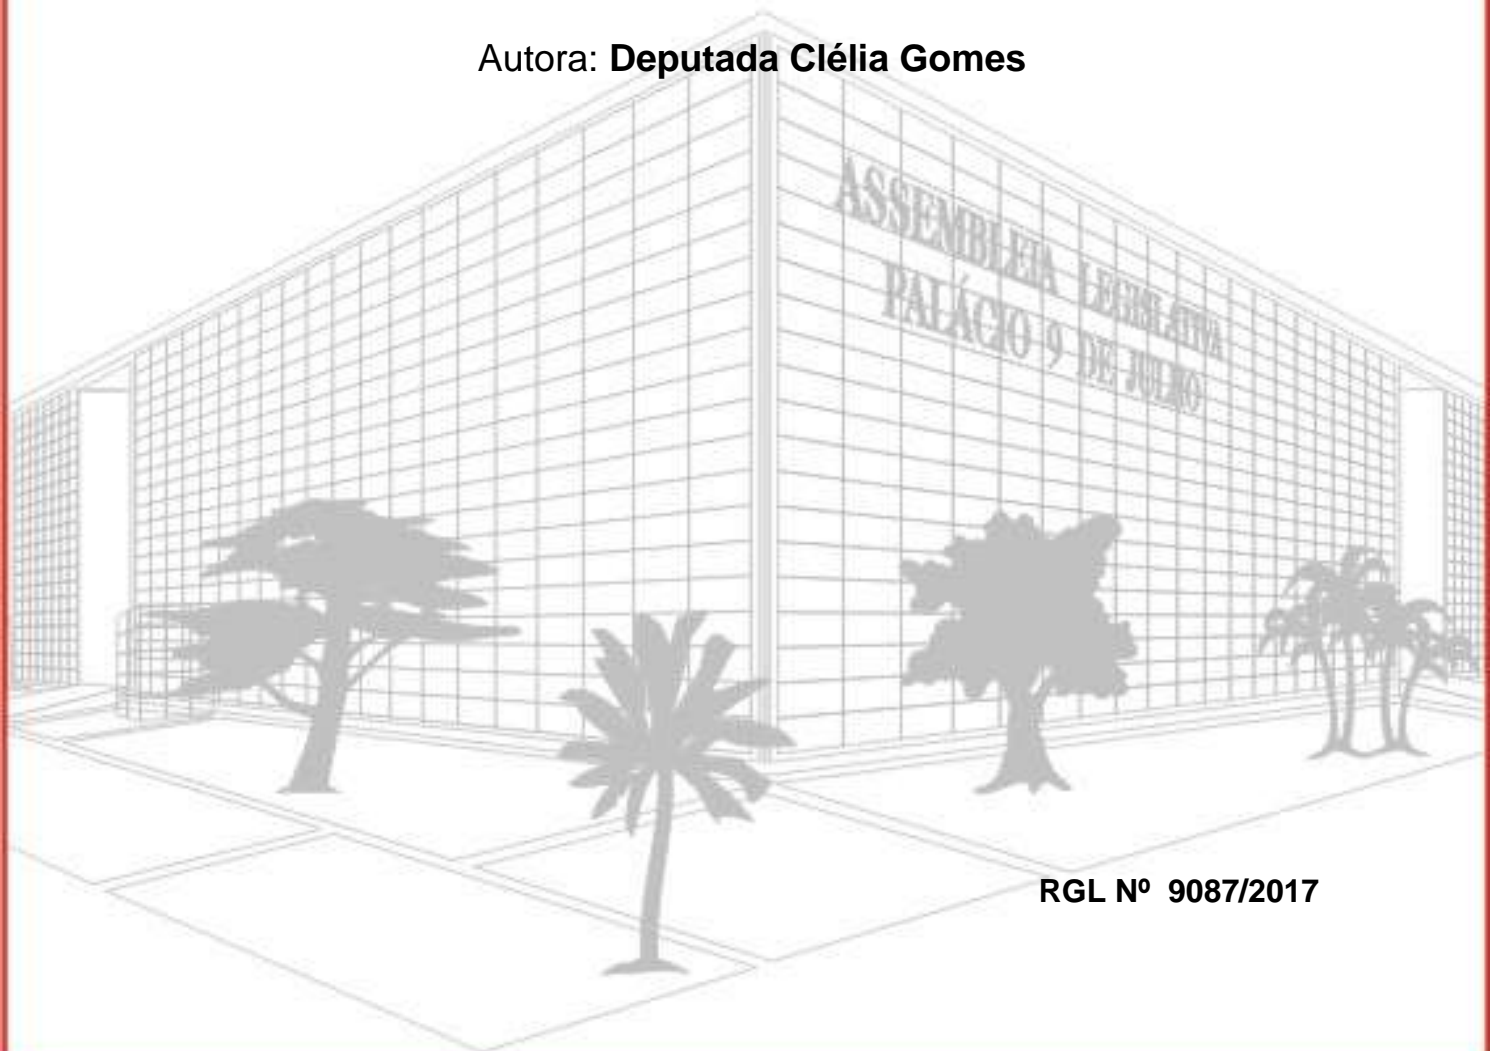 Autora: Deputada Clélia Gomes
ASSEMBLEIA LEGISLATIVA
PALÁCIO 9 DE JULHO
RGL Nº 9087/2017